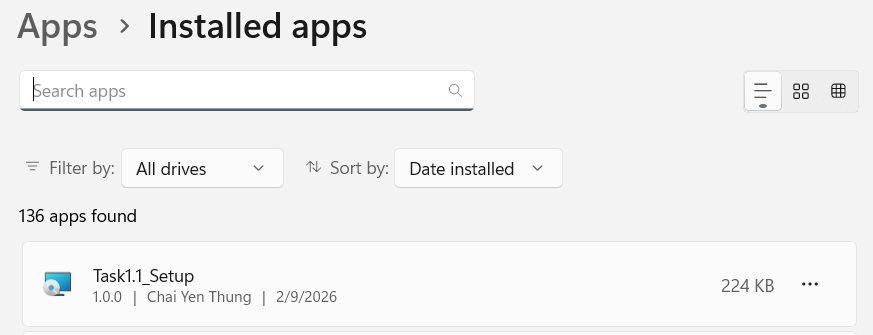 Apps > Installed apps
Search apps
Filter by: All drives Sort by: Date installed
136 apps found
Task1.1_Setup
1.0.0 | Chai Yen Thung | 2/9/2026
224 KB